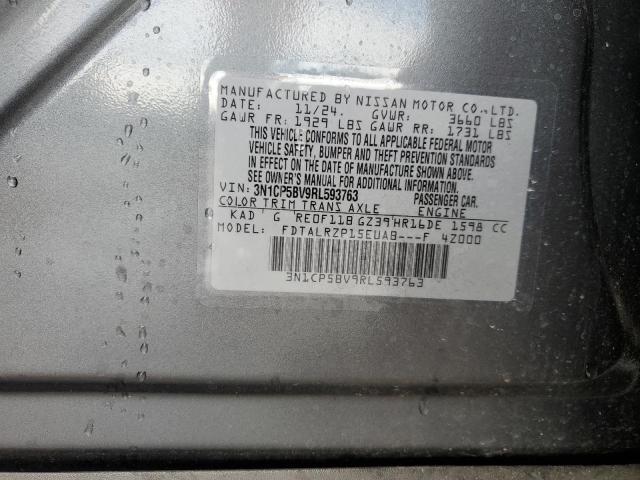 MANUFACTURED BY NISSAN MOTOR CO., LTD.
DATE: 11/24. GVWR: 3660 LBS
GAWR FR: 1929 LBS GAWR RR: 1731 LBS
THIS VEHICLE CONFORMS TO ALL APPLICABLE FEDERAL MOTOR
VEHICLE SAFETY, BUMPER AND THEFT PREVENTION STANDARDS
IN EFFECT ON THE DATE OF MANUFACTURE SHOWN ABOVE.
SEE OWNER'S MANUAL FOR ADDITIONAL INFORMATION.
VIN: 3N1CP5BV9RL593763 PASSENGER CAR.
COLOR TRIM TRANS AXLE ENGINE
KAD G RE0F11B GZ39 HR16DE 1598 CC
MODEL: FDTALRZP15EUAB---F 4Z000
3N1CP5BV9RL593763